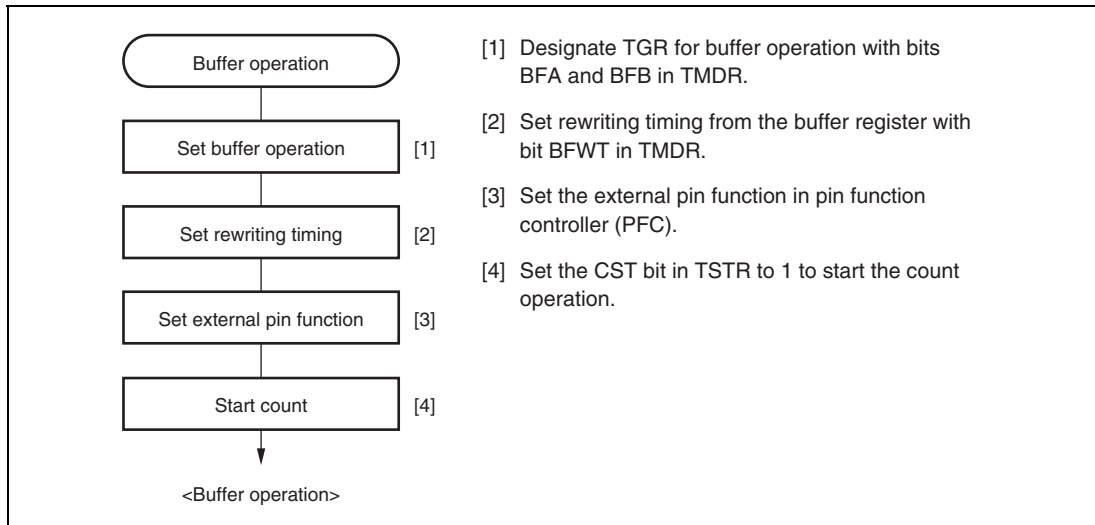 Buffer operation
Set buffer operation [1]
Set rewriting timing [2]
Set external pin function [3]
Start count [4]
<Buffer operation>
[1] Designate TGR for buffer operation with bits
BFA and BFB in TMDR.
[2] Set rewriting timing from the buffer register with
bit BFWT in TMDR.
[3] Set the external pin function in pin function
controller (PFC).
[4] Set the CST bit in TSTR to 1 to start the count
operation.